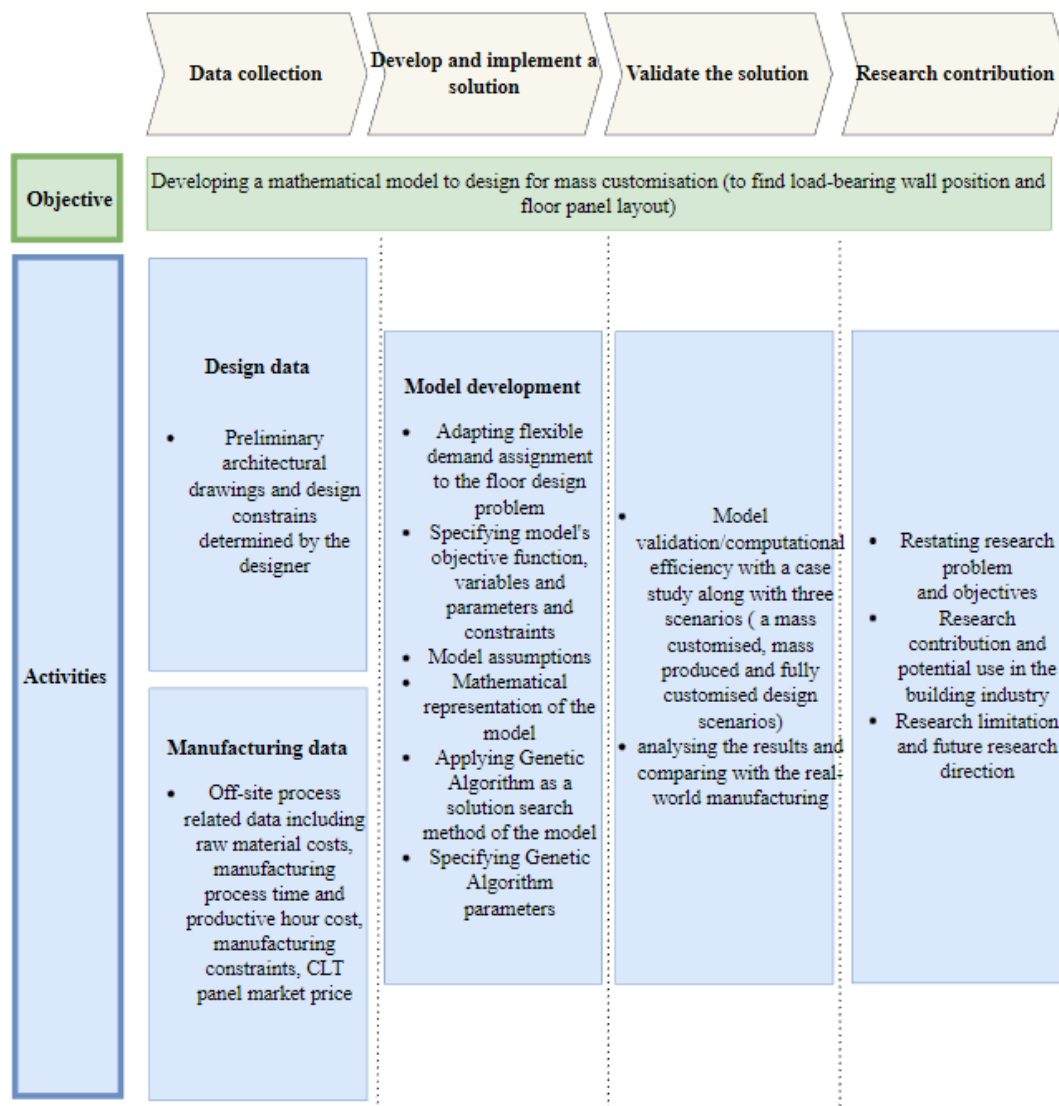 Data collection
Develop and implement a
solution
Validate the solution
Research contribution
Objective
Developing a mathematical model to design for mass customisation (to find load-bearing wall position and
floor panel layout)
Activities
Design data
• Preliminary
architectural
drawings and design
constrains
determined by the
designer
Manufacturing data
• Off-site process
related data including
raw material costs,
manufacturing
process time and
productive hour cost,
manufacturing
constraints, CLT
panel market price
Model development
• Adapting flexible
demand assignment
to the floor design
problem
• Specifying model's
objective function,
variables and
parameters and
constraints
• Model assumptions
• Mathematical
representation of the
model
• Applying Genetic
Algorithm as a
solution search
method of the model
• Specifying Genetic
Algorithm
parameters
• Model
validation/computational
efficiency with a case
study along with three
scenarios ( a mass
customised, mass
produced and fully
customised design
scenarios)
• analysing the results and
comparing with the real-
world manufacturing
• Restating research
problem
and objectives
• Research
contribution and
potential use in the
building industry
• Research limitation
and future research
direction